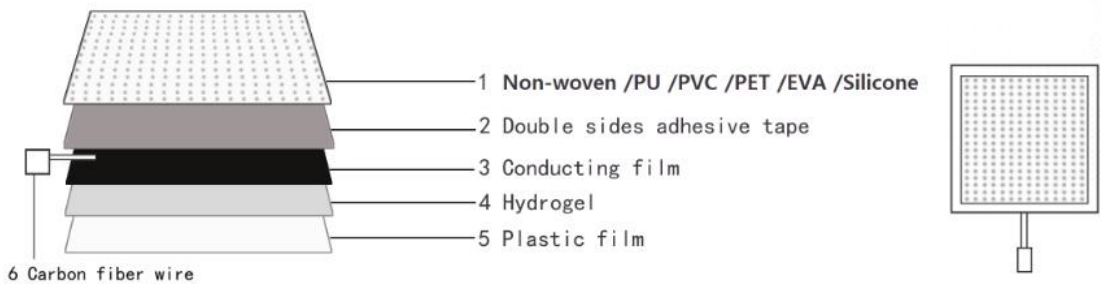 1 Non-woven /PU /PVC /PET /EVA /Silicone
2 Double sides adhesive tape
3 Conducting film
4 Hydrogel
5 Plastic film
6 Carbon fiber wire